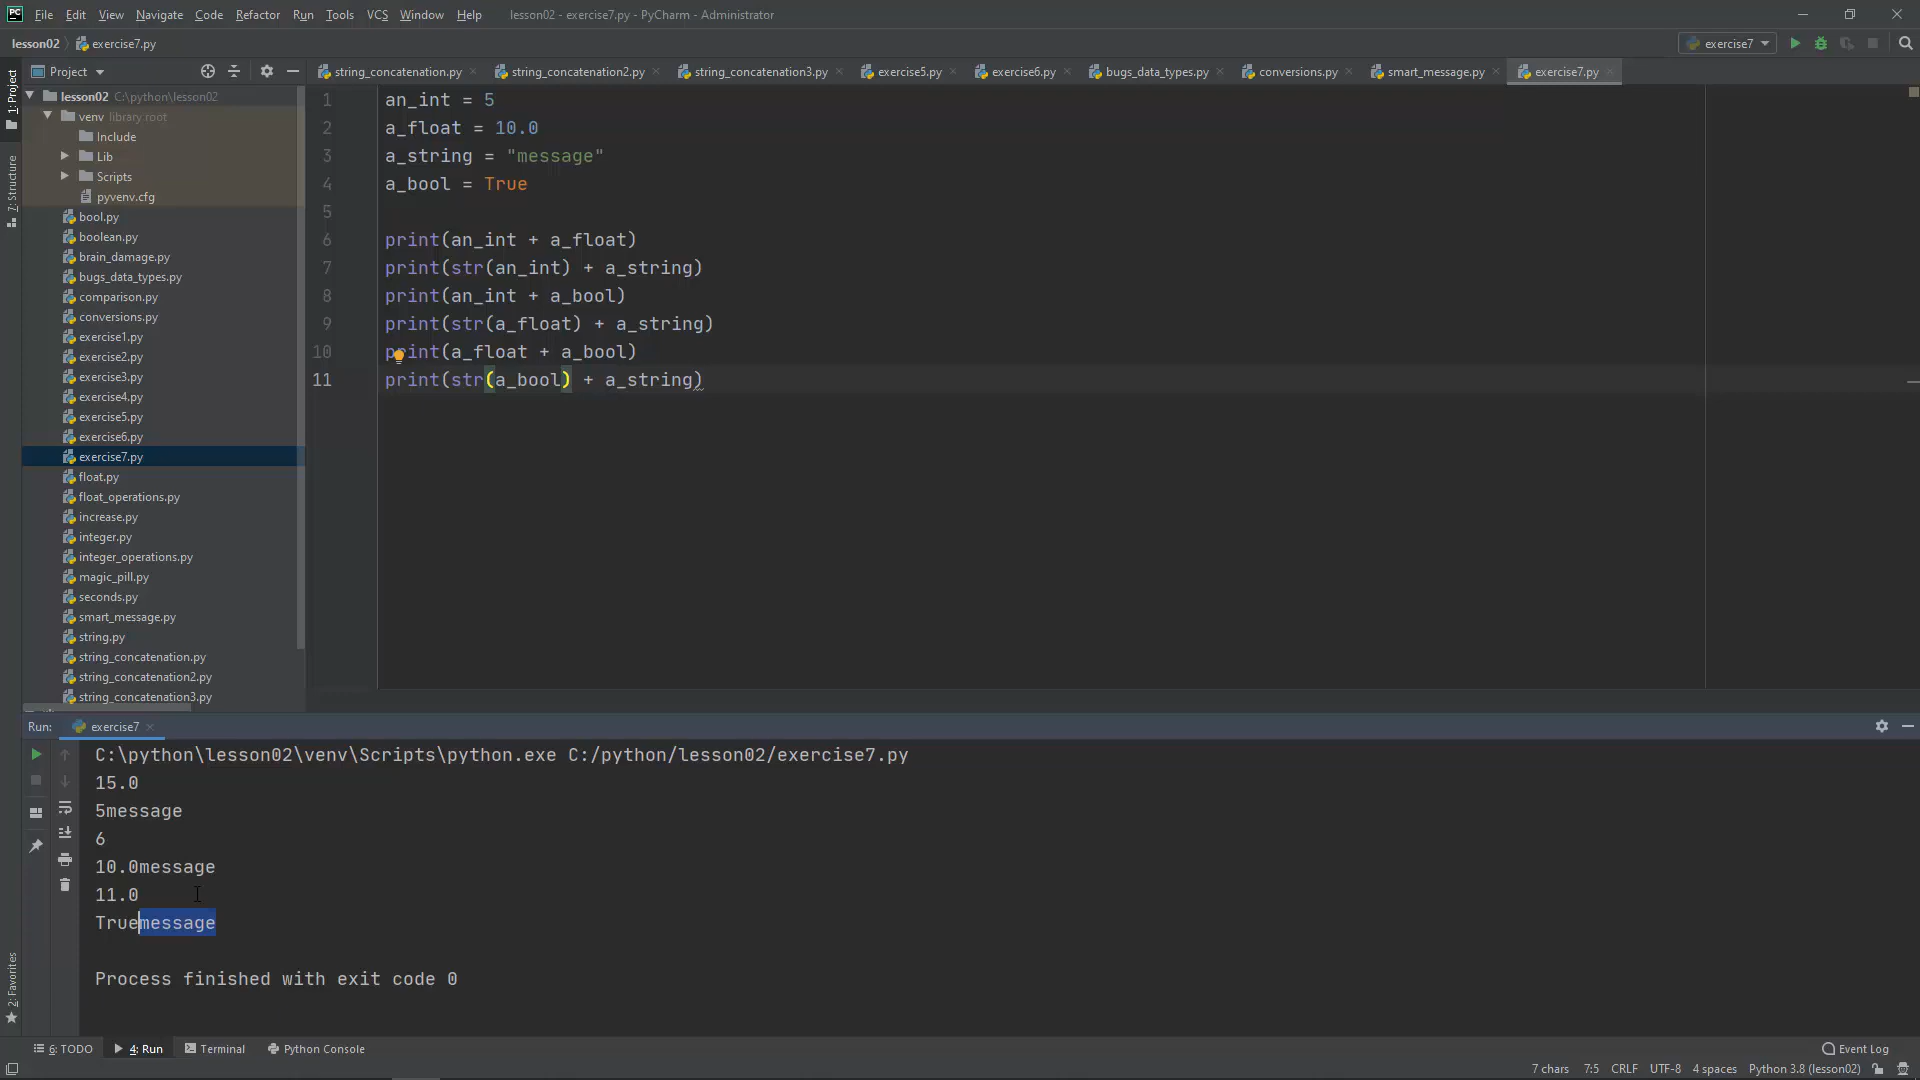 PC File Edit View Navigate Code Refactor Run Tools VCS Window Help lesson02 - exercise7.py - PyCharm - Administrator
lesson02 exercise7.py exercise7
Project
string_concatenation.py string_concatenation2.py string_concatenation3.py exercise5.py exercise6.py bugs_data_types.py conversions.py smart_message.py exercise7.py
1: Project
7: Structure
2: Favorites
lesson02 C:\python\lesson02
venv library root
Include
Lib
Scripts
pyvenv.cfg
bool.py
boolean.py
brain_damage.py
bugs_data_types.py
comparison.py
conversions.py
exercise1.py
exercise2.py
exercise3.py
exercise4.py
exercise5.py
exercise6.py
exercise7.py
float.py
float_operations.py
increase.py
integer.py
integer_operations.py
magic_pill.py
seconds.py
smart_message.py
string.py
string_concatenation.py
string_concatenation2.py
string_concatenation3.py
1 an_int = 5
2 a_float = 10.0
3 a_string = "message"
4 a_bool = True
5
6 print(an_int + a_float)
7 print(str(an_int) + a_string)
8 print(an_int + a_bool)
9 print(str(a_float) + a_string)
10 print(a_float + a_bool)
11 print(str(a_bool) + a_string)
Run: exercise7
C:\python\lesson02\venv\Scripts\python.exe C:/python/lesson02/exercise7.py
15.0
5message
6
10.0message
11.0
Truemessage
Process finished with exit code 0
6: TODO 4: Run Terminal Python Console Event Log
7 chars 7:5 CRLF UTF-8 4 spaces Python 3.8 (lesson02)